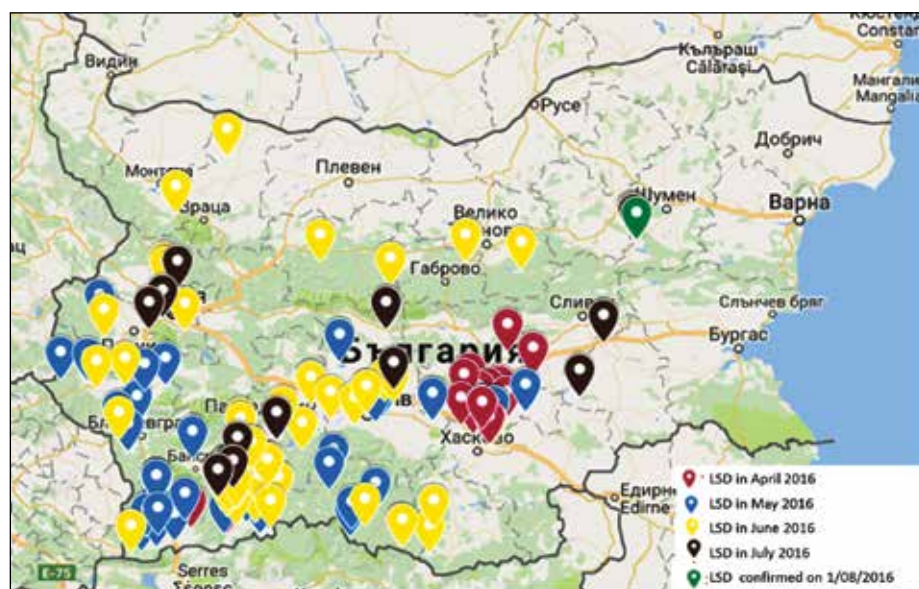 Видин
Кълъраш
Călărași
Constan
Мангали
Mangalia
Русе
Добрич
Плевен
Монтана
Враца
Шумен
Варна
Велико
Габрово
Слив
Слънчев бряг
България
Бургас
Хасково
Едирне
Edirne
E-75
Serres
LSD in April 2016
LSD in May 2016
LSD in June 2016
LSD in July 2016
LSD confirmed on 1/08/2016